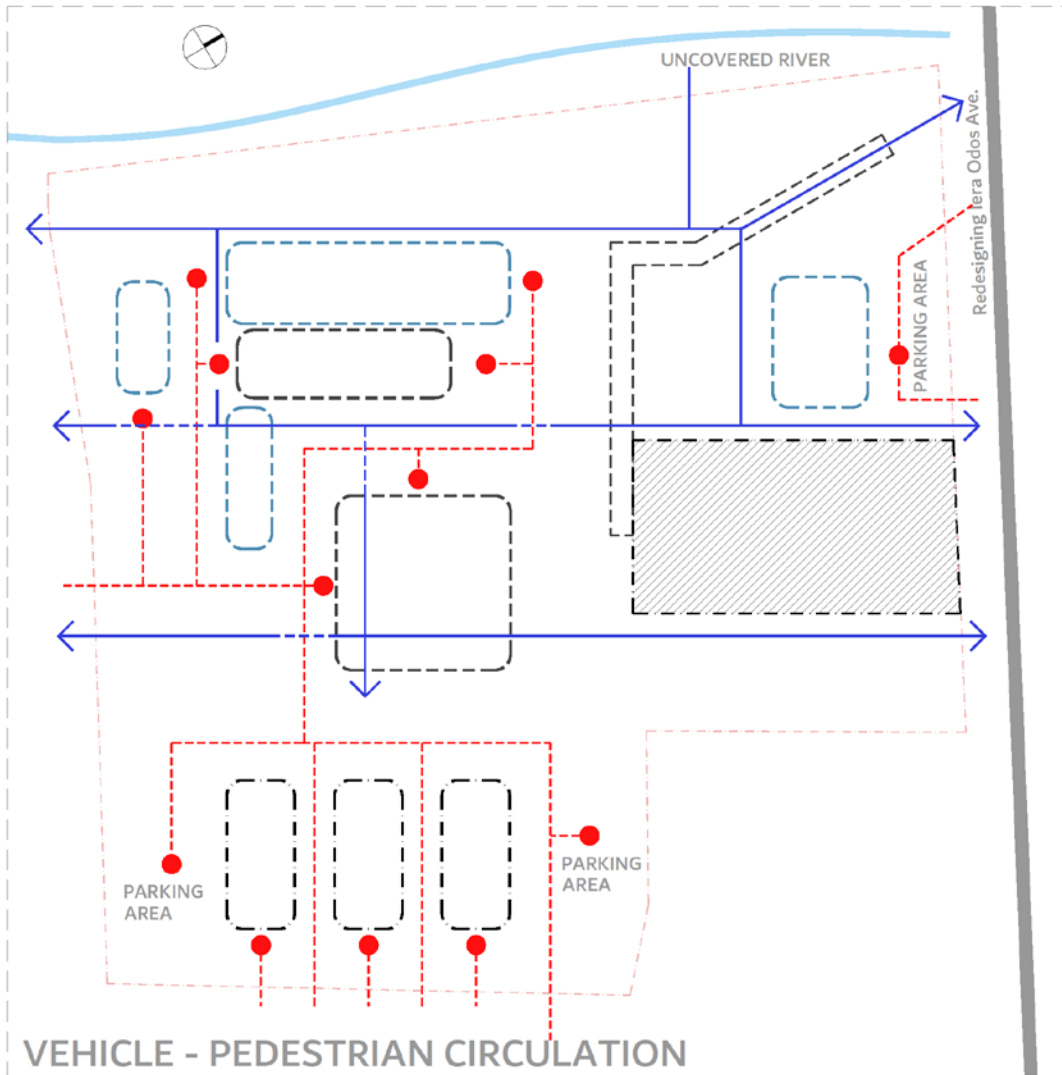 UNCOVERED RIVER
Redesigning Iera Odos Ave.
PARKING AREA
PARKING
AREA
PARKING
AREA
VEHICLE - PEDESTRIAN CIRCULATION